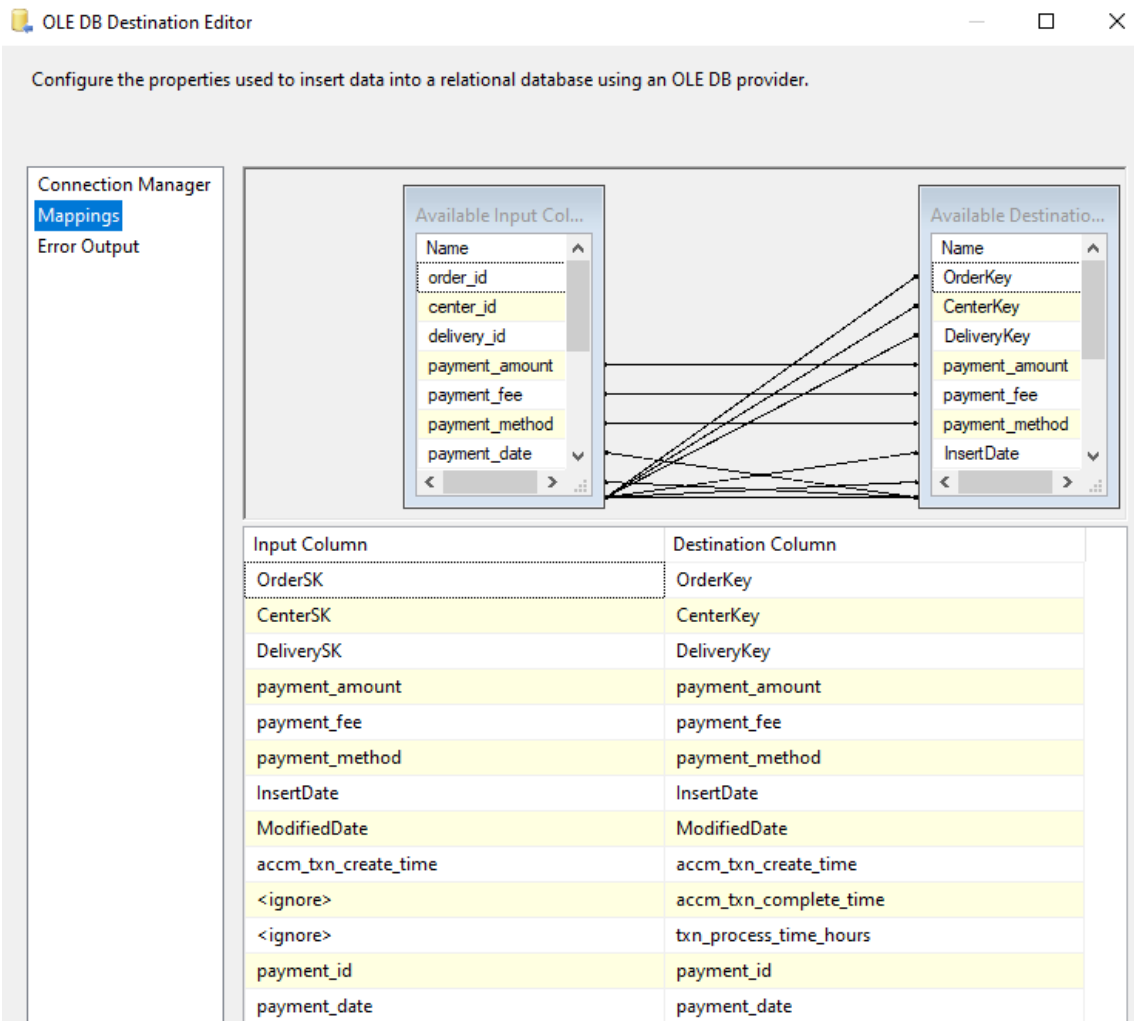 OLE DB Destination Editor
Configure the properties used to insert data into a relational database using an OLE DB provider.
Connection Manager
Mappings
Error Output
Available Input Col...
Name
order_id
center_id
delivery_id
payment_amount
payment_fee
payment_method
payment_date
Available Destinatio...
Name
OrderKey
CenterKey
DeliveryKey
payment_amount
payment_fee
payment_method
InsertDate
Input Column Destination Column
OrderSK OrderKey
CenterSK CenterKey
DeliverySK DeliveryKey
payment_amount payment_amount
payment_fee payment_fee
payment_method payment_method
InsertDate InsertDate
ModifiedDate ModifiedDate
accm_txn_create_time accm_txn_create_time
<ignore> accm_txn_complete_time
<ignore> txn_process_time_hours
payment_id payment_id
payment_date payment_date